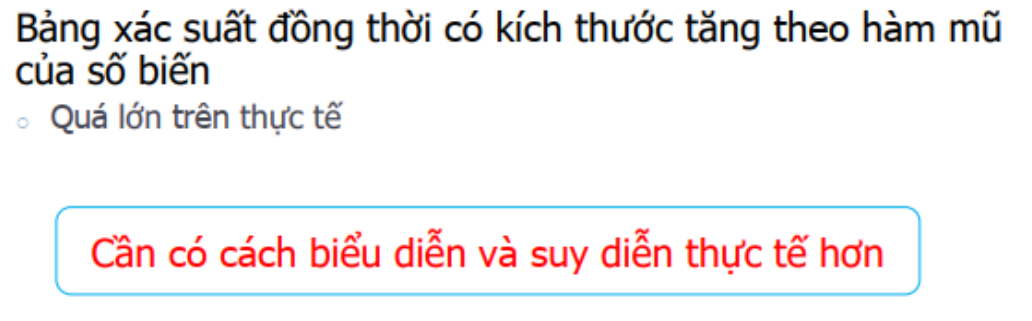 Bảng xác suất đồng thời có kích thước tăng theo hàm mũ
của số biến
○ Quá lớn trên thực tế
Cần có cách biểu diễn và suy diễn thực tế hơn